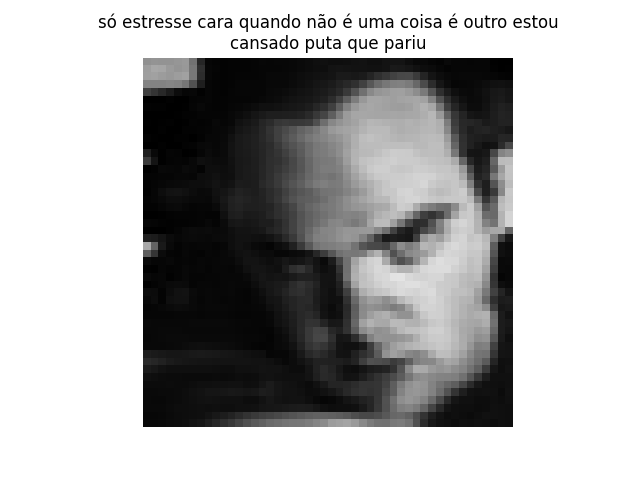 só estresse cara quando não é uma coisa é outro estou
cansado puta que pariu